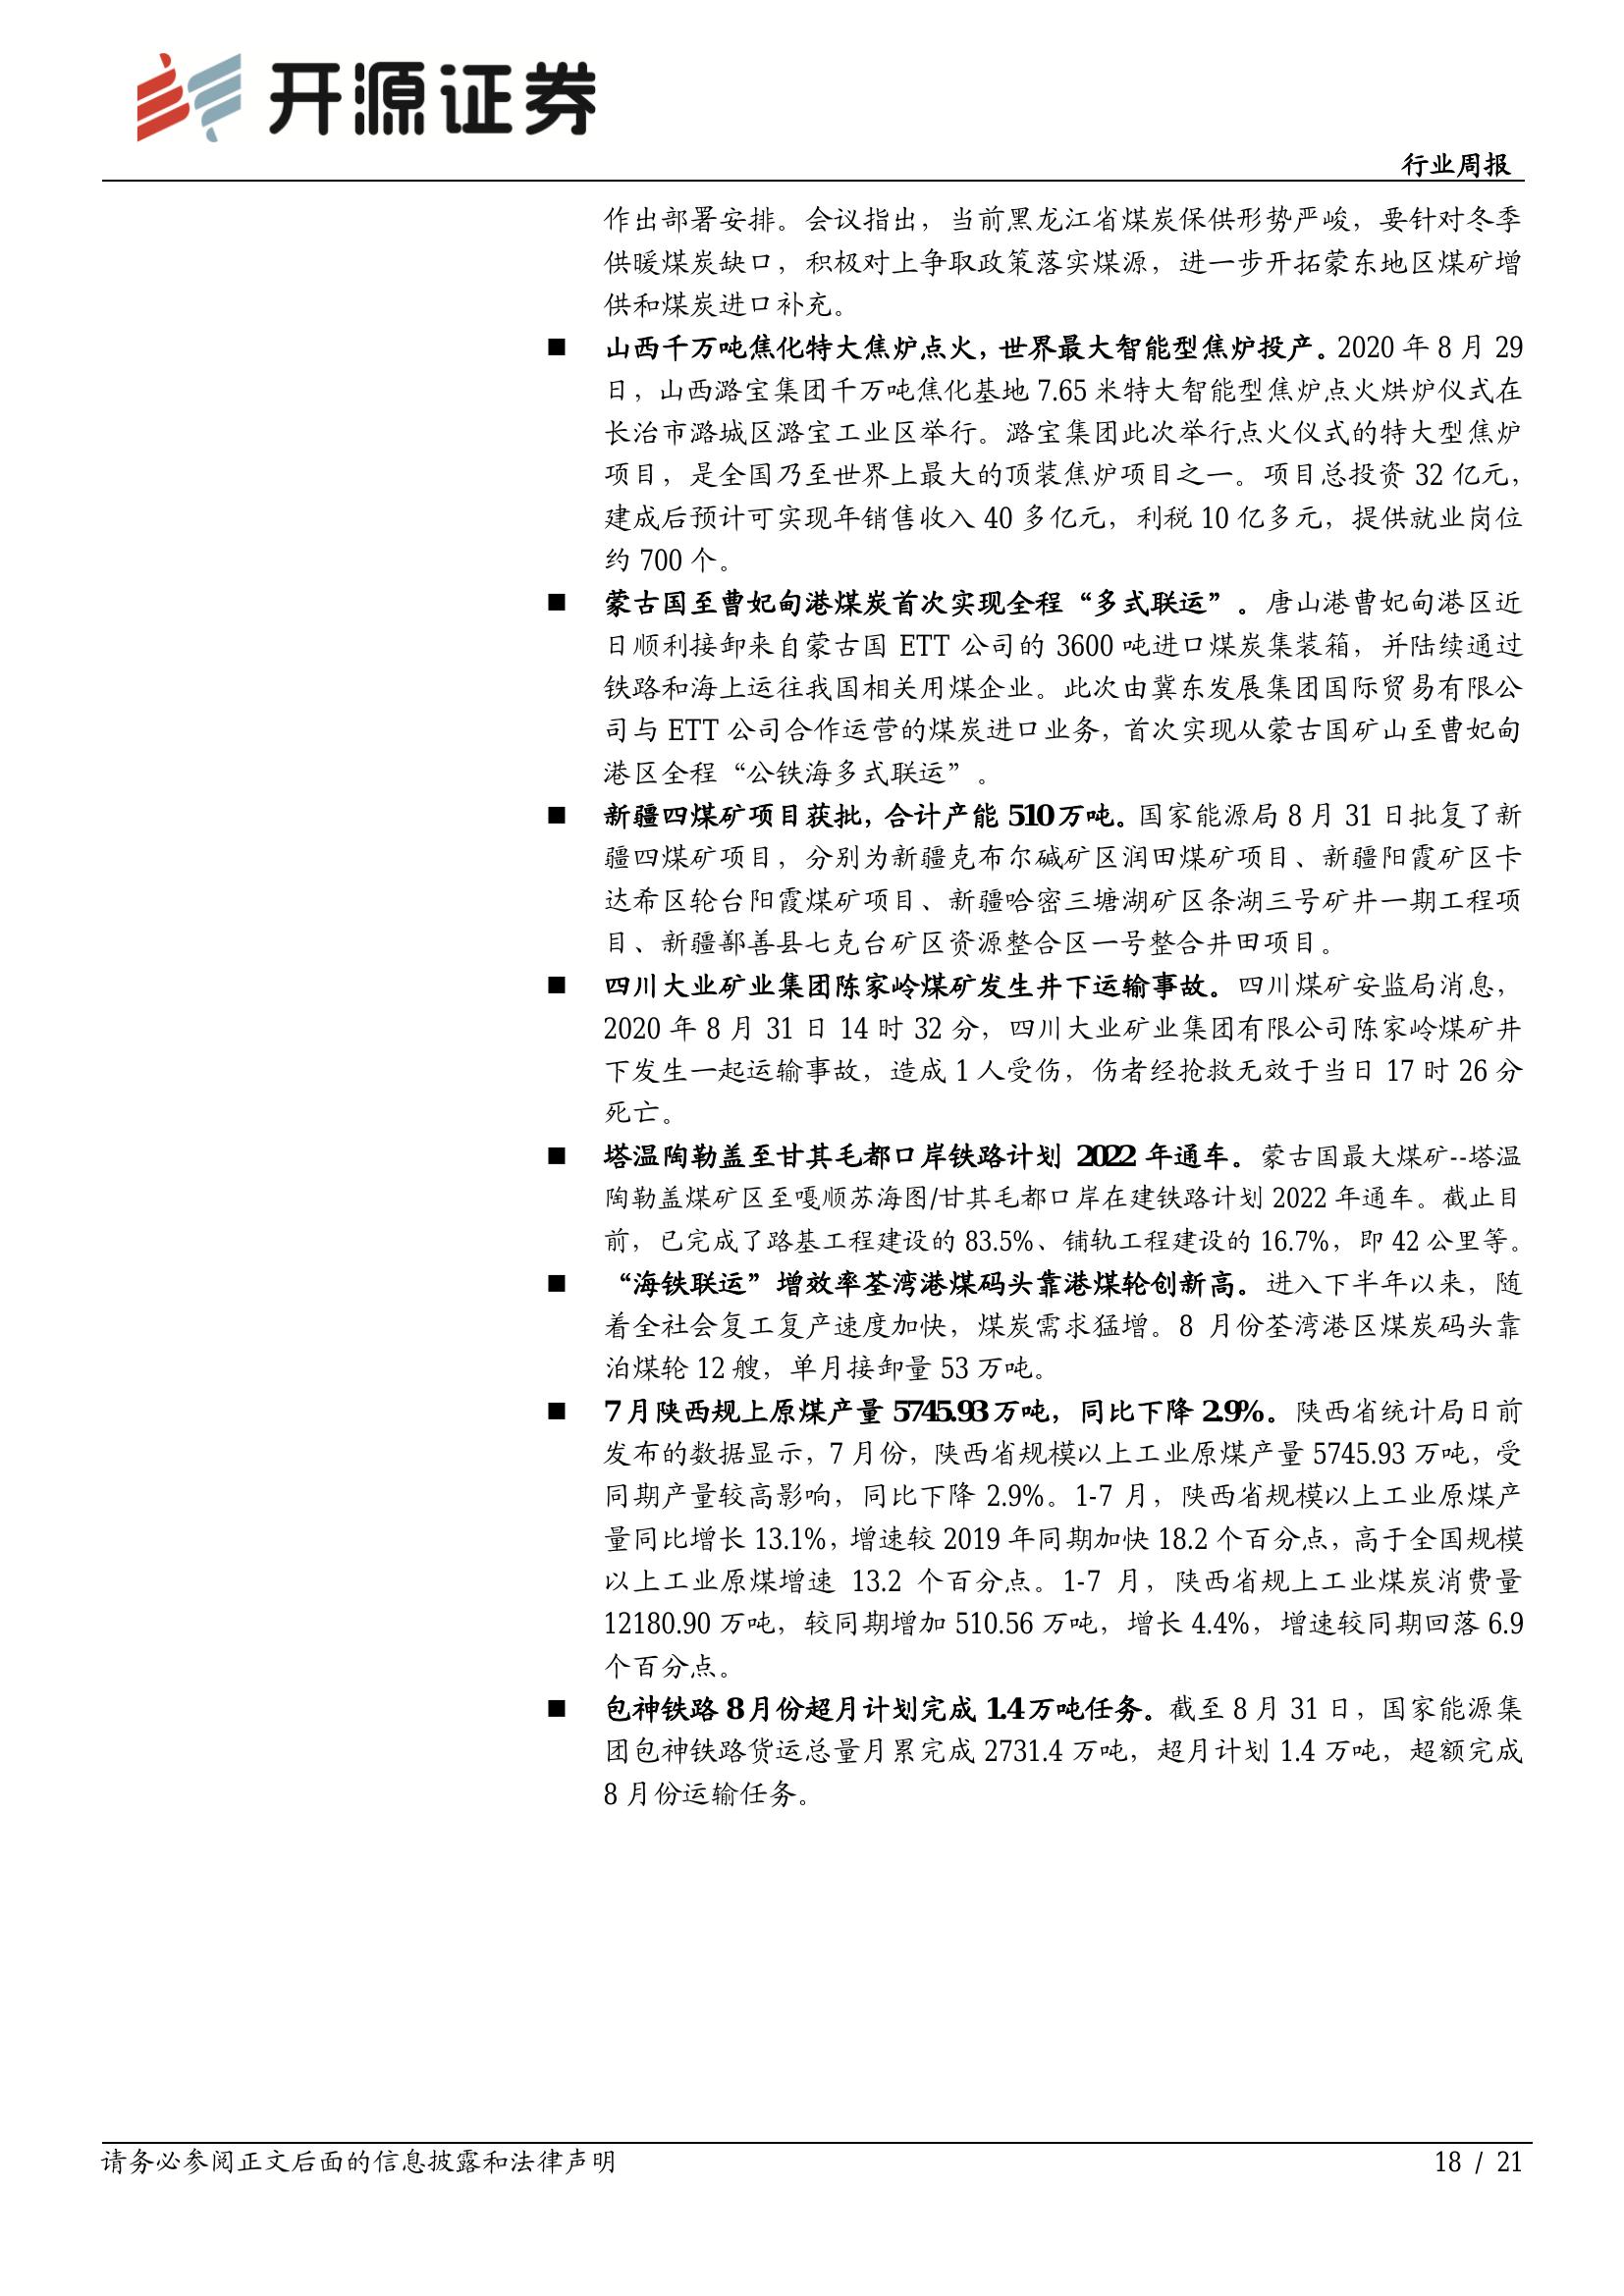 开源证券
行业周报
作出部署安排。会议指出，当前黑龙江省煤炭保供形势严峻，要针对冬季
供暖煤炭缺口，积极对上争取政策落实煤源，进一步开拓蒙东地区煤矿增
供和煤炭进口补充。
■ 山西千万吨焦化特大焦炉点火，世界最大智能型焦炉投产。2020 年 8 月 29
日，山西潞宝集团千万吨焦化基地 7.65 米特大智能型焦炉点火烘炉仪式在
长治市潞城区潞宝工业区举行。潞宝集团此次举行点火仪式的特大型焦炉
项目，是全国乃至世界上最大的顶装焦炉项目之一。项目总投资 32 亿元，
建成后预计可实现年销售收入 40 多亿元，利税 10 亿多元，提供就业岗位
约 700 个。
■ 蒙古国至曹妃甸港煤炭首次实现全程“多式联运”。唐山港曹妃甸港区近
日顺利接卸来自蒙古国 ETT 公司的 3600 吨进口煤炭集装箱，并陆续通过
铁路和海上运往我国相关用煤企业。此次由冀东发展集团国际贸易有限公
司与 ETT 公司合作运营的煤炭进口业务，首次实现从蒙古国矿山至曹妃甸
港区全程“公铁海多式联运”。
■ 新疆四煤矿项目获批，合计产能 510 万吨。国家能源局 8 月 31 日批复了新
疆四煤矿项目，分别为新疆克布尔碱矿区润田煤矿项目、新疆阳霞矿区卡
达希区轮台阳霞煤矿项目、新疆哈密三塘湖矿区条湖三号矿井一期工程项
目、新疆鄯善县七克台矿区资源整合区一号整合井田项目。
■ 四川大业矿业集团陈家岭煤矿发生井下运输事故。四川煤矿安监局消息，
2020 年 8 月 31 日 14 时 32 分，四川大业矿业集团有限公司陈家岭煤矿井
下发生一起运输事故，造成 1 人受伤，伤者经抢救无效于当日 17 时 26 分
死亡。
■ 塔温陶勒盖至甘其毛都口岸铁路计划 2022 年通车。蒙古国最大煤矿--塔温
陶勒盖煤矿区至嘎顺苏海图/甘其毛都口岸在建铁路计划 2022 年通车。截止目
前，已完成了路基工程建设的 83.5%、铺轨工程建设的 16.7%，即 42 公里等。
■ “海铁联运”增效率荃湾港煤码头靠港煤轮创新高。进入下半年以来，随
着全社会复工复产速度加快，煤炭需求猛增。8 月份荃湾港区煤炭码头靠
泊煤轮 12 艘，单月接卸量 53 万吨。
■ 7 月陕西规上原煤产量 5745.93 万吨，同比下降 2.9%。陕西省统计局日前
发布的数据显示，7 月份，陕西省规模以上工业原煤产量 5745.93 万吨，受
同期产量较高影响，同比下降 2.9%。1-7 月，陕西省规模以上工业原煤产
量同比增长 13.1%，增速较 2019 年同期加快 18.2 个百分点，高于全国规模
以上工业原煤增速 13.2 个百分点。1-7 月，陕西省规上工业煤炭消费量
12180.90 万吨，较同期增加 510.56 万吨，增长 4.4%，增速较同期回落 6.9
个百分点。
■ 包神铁路 8 月份超月计划完成 1.4 万吨任务。截至 8 月 31 日，国家能源集
团包神铁路货运总量月累完成 2731.4 万吨，超月计划 1.4 万吨，超额完成
8 月份运输任务。
请务必参阅正文后面的信息披露和法律声明
18 / 21